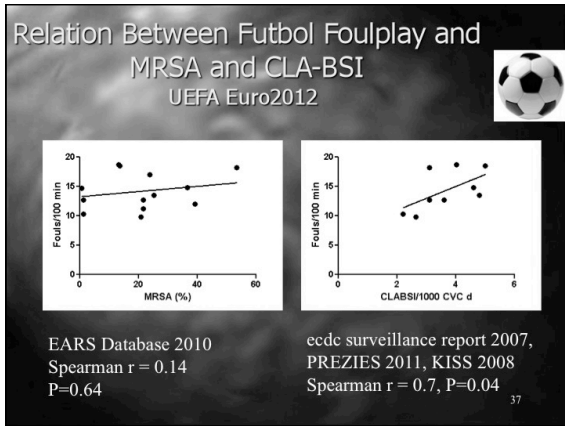 Relation Between Futbol Foulplay and
MRSA and CLA-BSI
UEFA Euro2012
20
15
10
5
0
Fouls/100 min
0 20 40 60
MRSA (%)
20
15
10
5
0
Fouls/100 min
0 2 4 6
CLABSI/1000 CVC d
EARS Database 2010
Spearman r = 0.14
P=0.64
ecdc surveillance report 2007,
PREZIES 2011, KISS 2008
Spearman r = 0.7, P=0.04
37